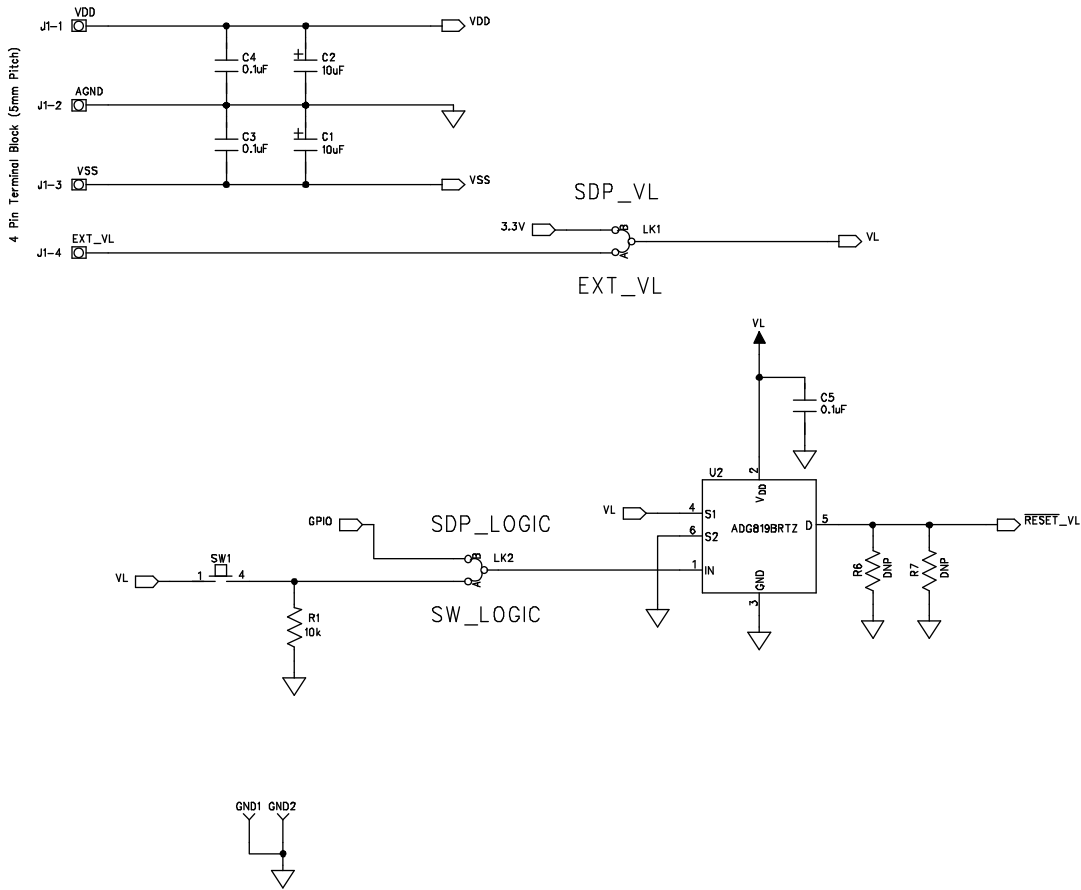 4 Pin Terminal Block (5mm Pitch)
J1-1
VDD
VDD
C4
0.1uF
+
C2
10uF
J1-2
AGND
C3
0.1uF
+
C1
10uF
J1-3
VSS
VSS
SDP_VL
3.3V
B
LK1
VL
J1-4
EXT_VL
A
EXT_VL
VL
C5
0.1uF
U2
2
VDD
VL
4
S1
ADG819BRTZ
D
5
RESET_VL
6
S2
GPIO
SDP_LOGIC
B
LK2
1
IN
GND
3
R6
DNP
R7
DNP
VL
1
SW1
4
A
SW_LOGIC
R1
10k
GND1 GND2